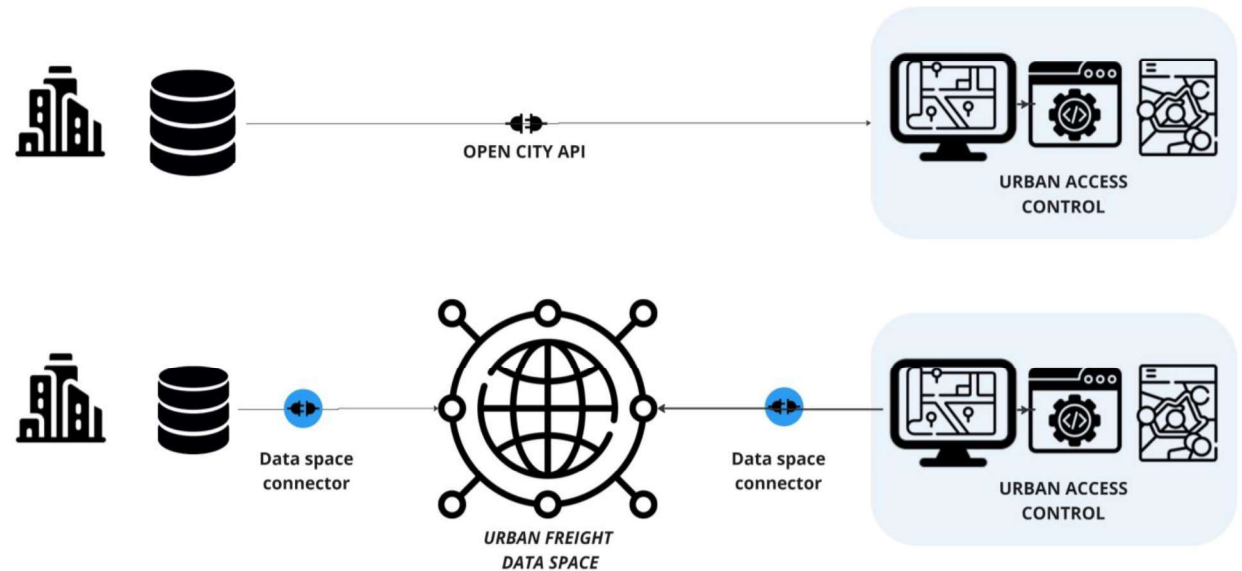 OPEN CITY API
URBAN ACCESS
CONTROL
Data space
connector
Data space
connector
URBAN FREIGHT
DATA SPACE
URBAN ACCESS
CONTROL